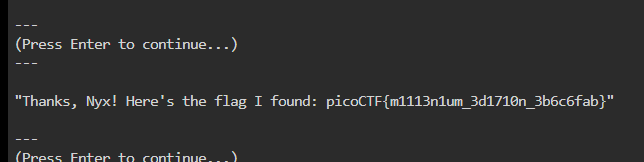 ---
(Press Enter to continue...)
---
"Thanks, Nyx! Here's the flag I found: picoCTF{m1113n1um_3d1710n_3b6c6fab}"
---
(Press Enter to continue...)